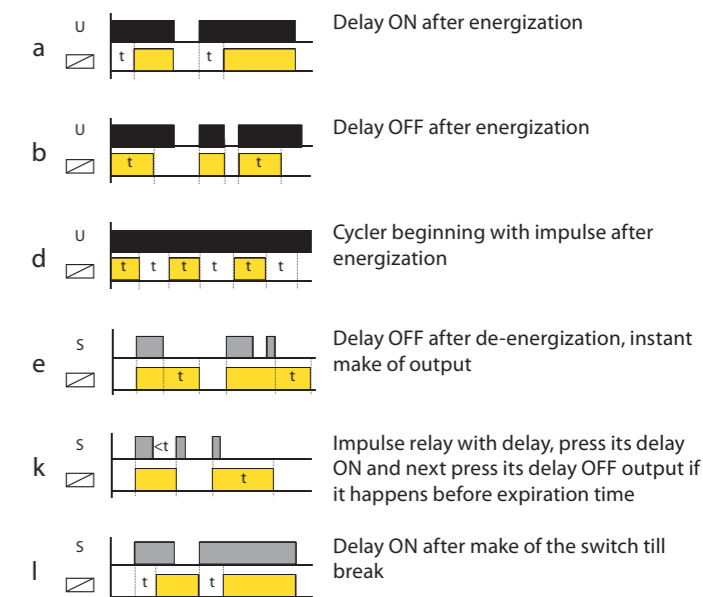 U
Delay ON after energization
a
t
t
U
Delay OFF after energization
b
t
t
U
Cycler beginning with impulse after
energization
d
t t t t t t
S
Delay OFF after de-energization, instant
make of output
e
t
t
S
<t
Impulse relay with delay, press its delay
ON and next press its delay OFF output if
it happens before expiration time
k
t
S
Delay ON after make of the switch till
break
l
t
t